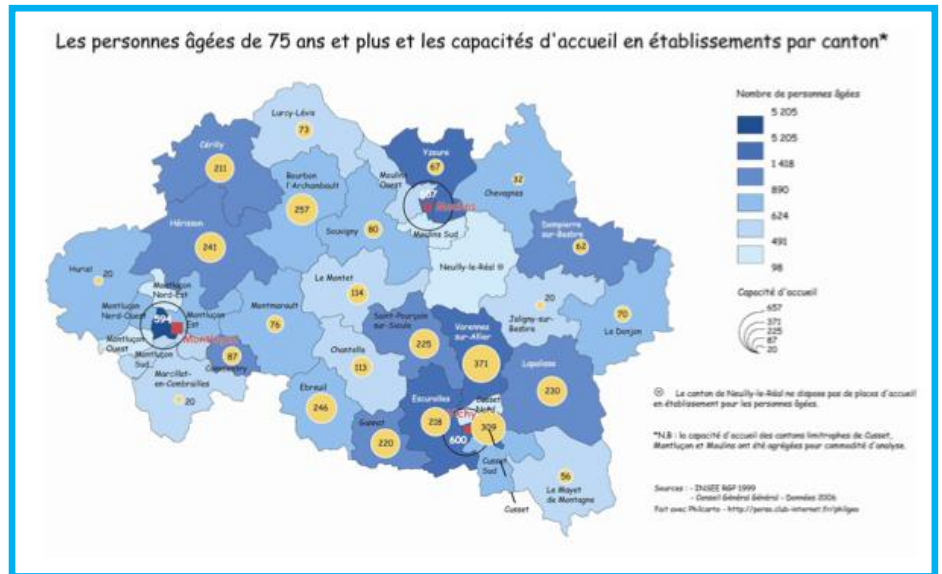 Les personnes âgées de 75 ans et plus et les capacités d'accueil en établissements par canton*
Nombre de personnes âgées
5 205
5 205
1 418
890
624
491
98
Capacité d'accueil
657
371
225
87
20
Le canton de Neuilly-le-Réal ne dispose pas de places d'accueil
en établissement pour les personnes âgées.
*N.B : la capacité d'accueil des cantons limitrophes de Cusset,
Montluçon et Moulins ont été agrégées pour commodité d'analyse.
Sources : - INSEE RGP 1999
- Conseil Général Général - Données 2006
Fait avec Philcarto - http://perso.club-internet.fr/philgeo
Lurcy-Lévis
73
Cérilly
211
Yzeure
67
Bourbon
l'Archambault
257
Moulins
Ouest
Moulins
Moulins Sud
Chevagnes
32
Souvigny
80
Hérisson
241
Dompierre
sur-Besbre
62
Neuilly-le-Réal
Huriel
20
Le Montet
114
Montluçon
Nord-Est
Montluçon
Nord-Ouest
594
Montluçon
Est
Montluçon
Ouest
Montluçon
Sud
Montmarault
76
Saint-Pourçain
sur-Sioule
225
Varennes
sur-Allier
371
20
Jaligny-sur-
Besbre
70
Le Donjon
87
Marcillat-
en-Combrailles
20
Chantelle
113
Lapalisse
230
Ebreuil
246
Escurolles
218
Gannat
220
600
309
Cusset
Sud
Cusset
56
Le Mayet
de Montagne